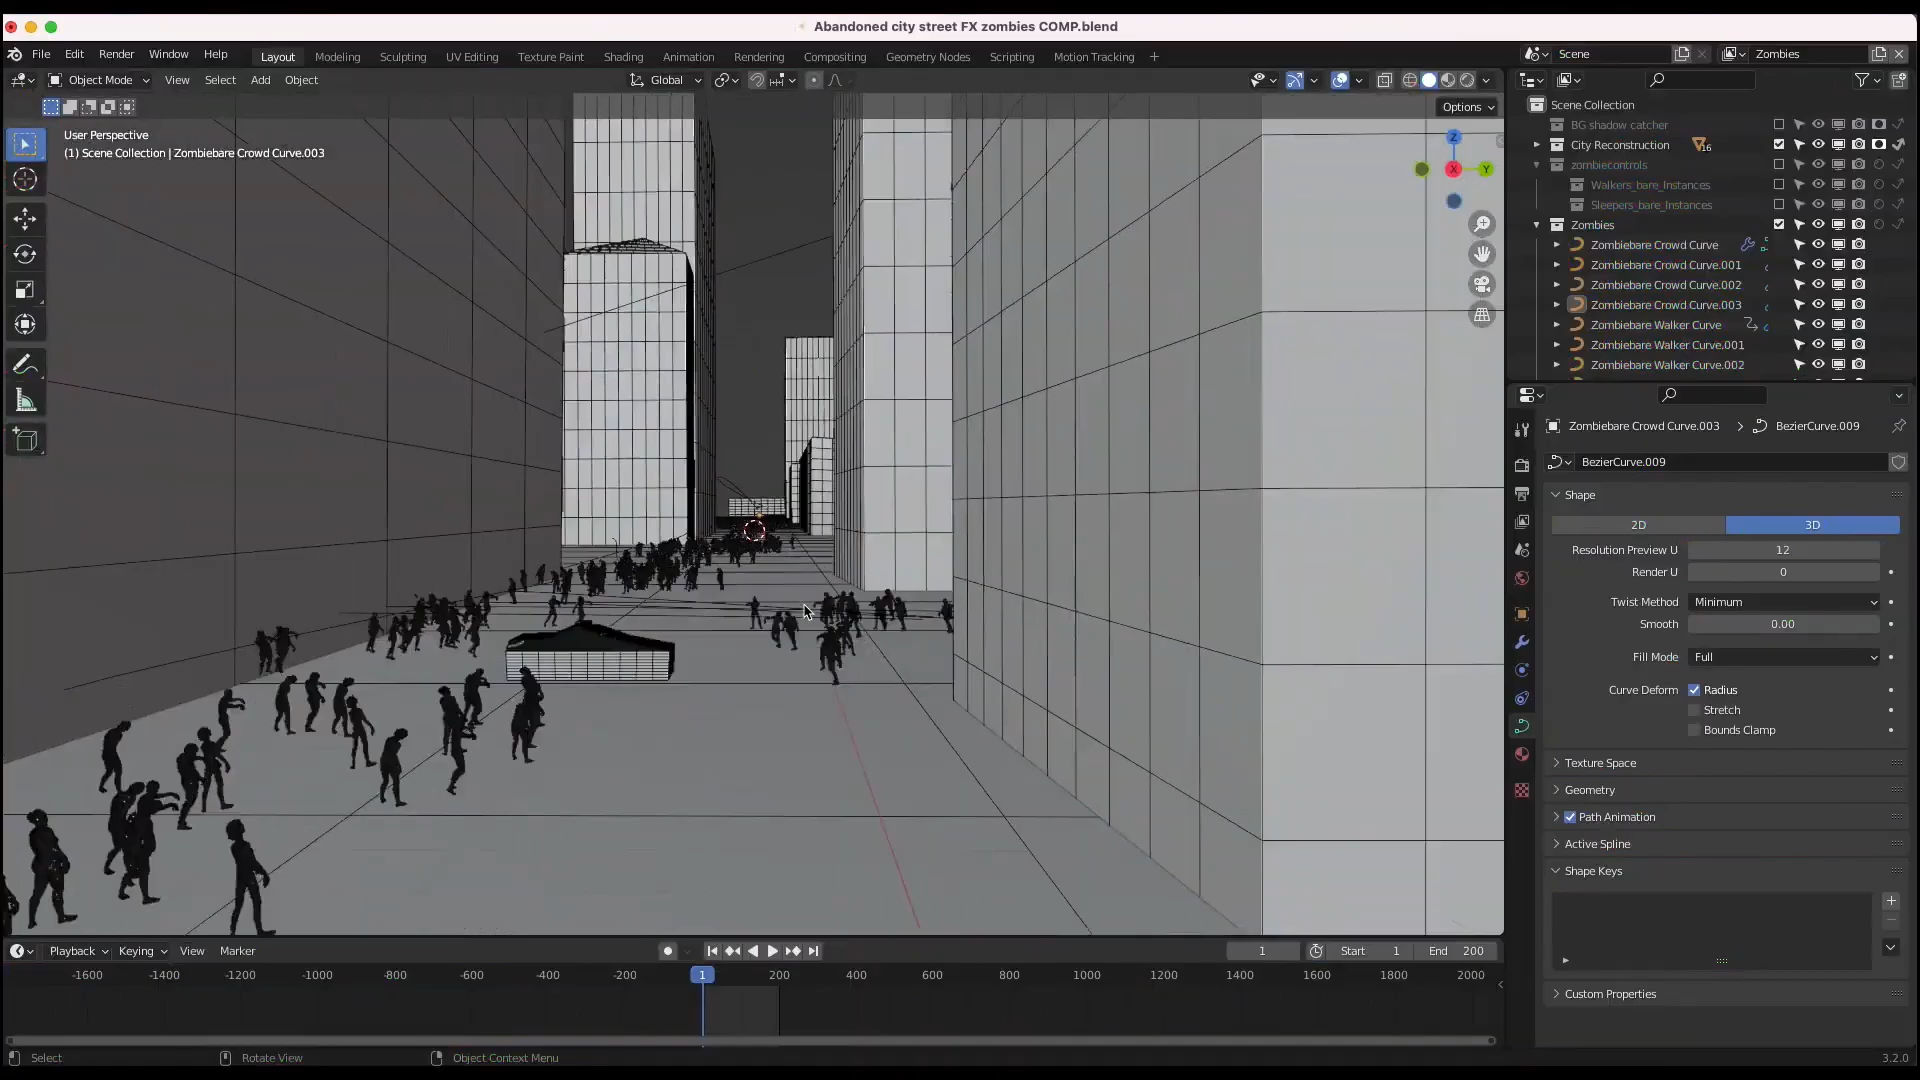 Abandoned city street FX zombies COMP.blend
File Edit Render Window Help Layout Modeling Sculpting UV Editing Texture Paint Shading Animation Rendering Compositing Geometry Nodes Scripting Motion Tracking + Scene Zombies
Object Mode View Select Add Object Global
Options
User Perspective
(1) Scene Collection | Zombiebare Crowd Curve.003
Z
X
Y
Scene Collection
BG shadow catcher
City Reconstruction 16
zombiecontrols
Walkers_bare_Instances
Sleepers_bare_Instances
Zombies
Zombiebare Crowd Curve
Zombiebare Crowd Curve.001
Zombiebare Crowd Curve.002
Zombiebare Crowd Curve.003
Zombiebare Walker Curve
Zombiebare Walker Curve.001
Zombiebare Walker Curve.002
Zombiebare Crowd Curve.003 > BezierCurve.009
BezierCurve.009
Shape
2D 3D
Resolution Preview U 12
Render U 0
Twist Method Minimum
Smooth 0.00
Fill Mode Full
Curve Deform Radius
Stretch
Bounds Clamp
Texture Space
Geometry
Path Animation
Active Spline
Shape Keys
Custom Properties
Playback Keying View Marker 1 Start 1 End 200
-1600 -1400 -1200 -1000 -800 -600 -400 -200 1 200 400 600 800 1000 1200 1400 1600 1800 2000
Select Rotate View Object Context Menu 3.2.0